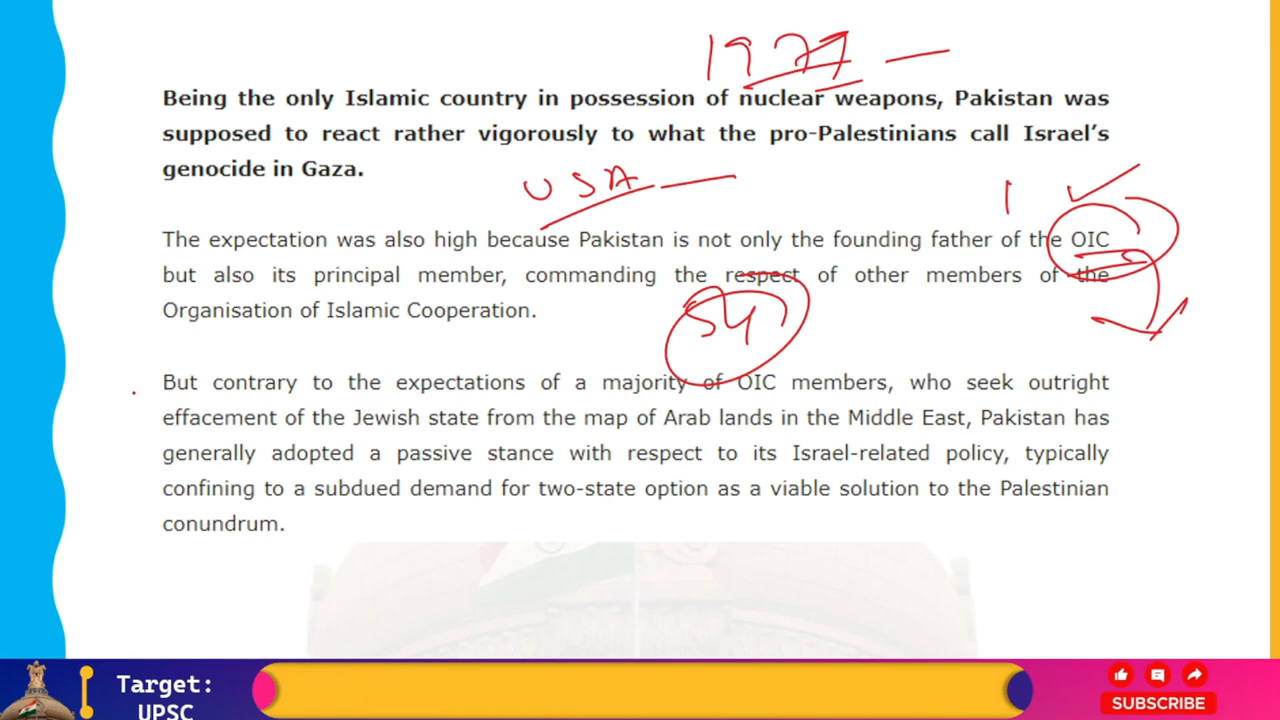 1977 —
Being the only Islamic country in possession of nuclear weapons, Pakistan was
supposed to react rather vigorously to what the pro-Palestinians call Israel’s
genocide in Gaza.
USA —
1
The expectation was also high because Pakistan is not only the founding father of the OIC
but also its principal member, commanding the respect of other members of the
Organisation of Islamic Cooperation.
54
But contrary to the expectations of a majority of OIC members, who seek outright
effacement of the Jewish state from the map of Arab lands in the Middle East, Pakistan has
generally adopted a passive stance with respect to its Israel-related policy, typically
confining to a subdued demand for two-state option as a viable solution to the Palestinian
conundrum.
Target:
UPSC
SUBSCRIBE